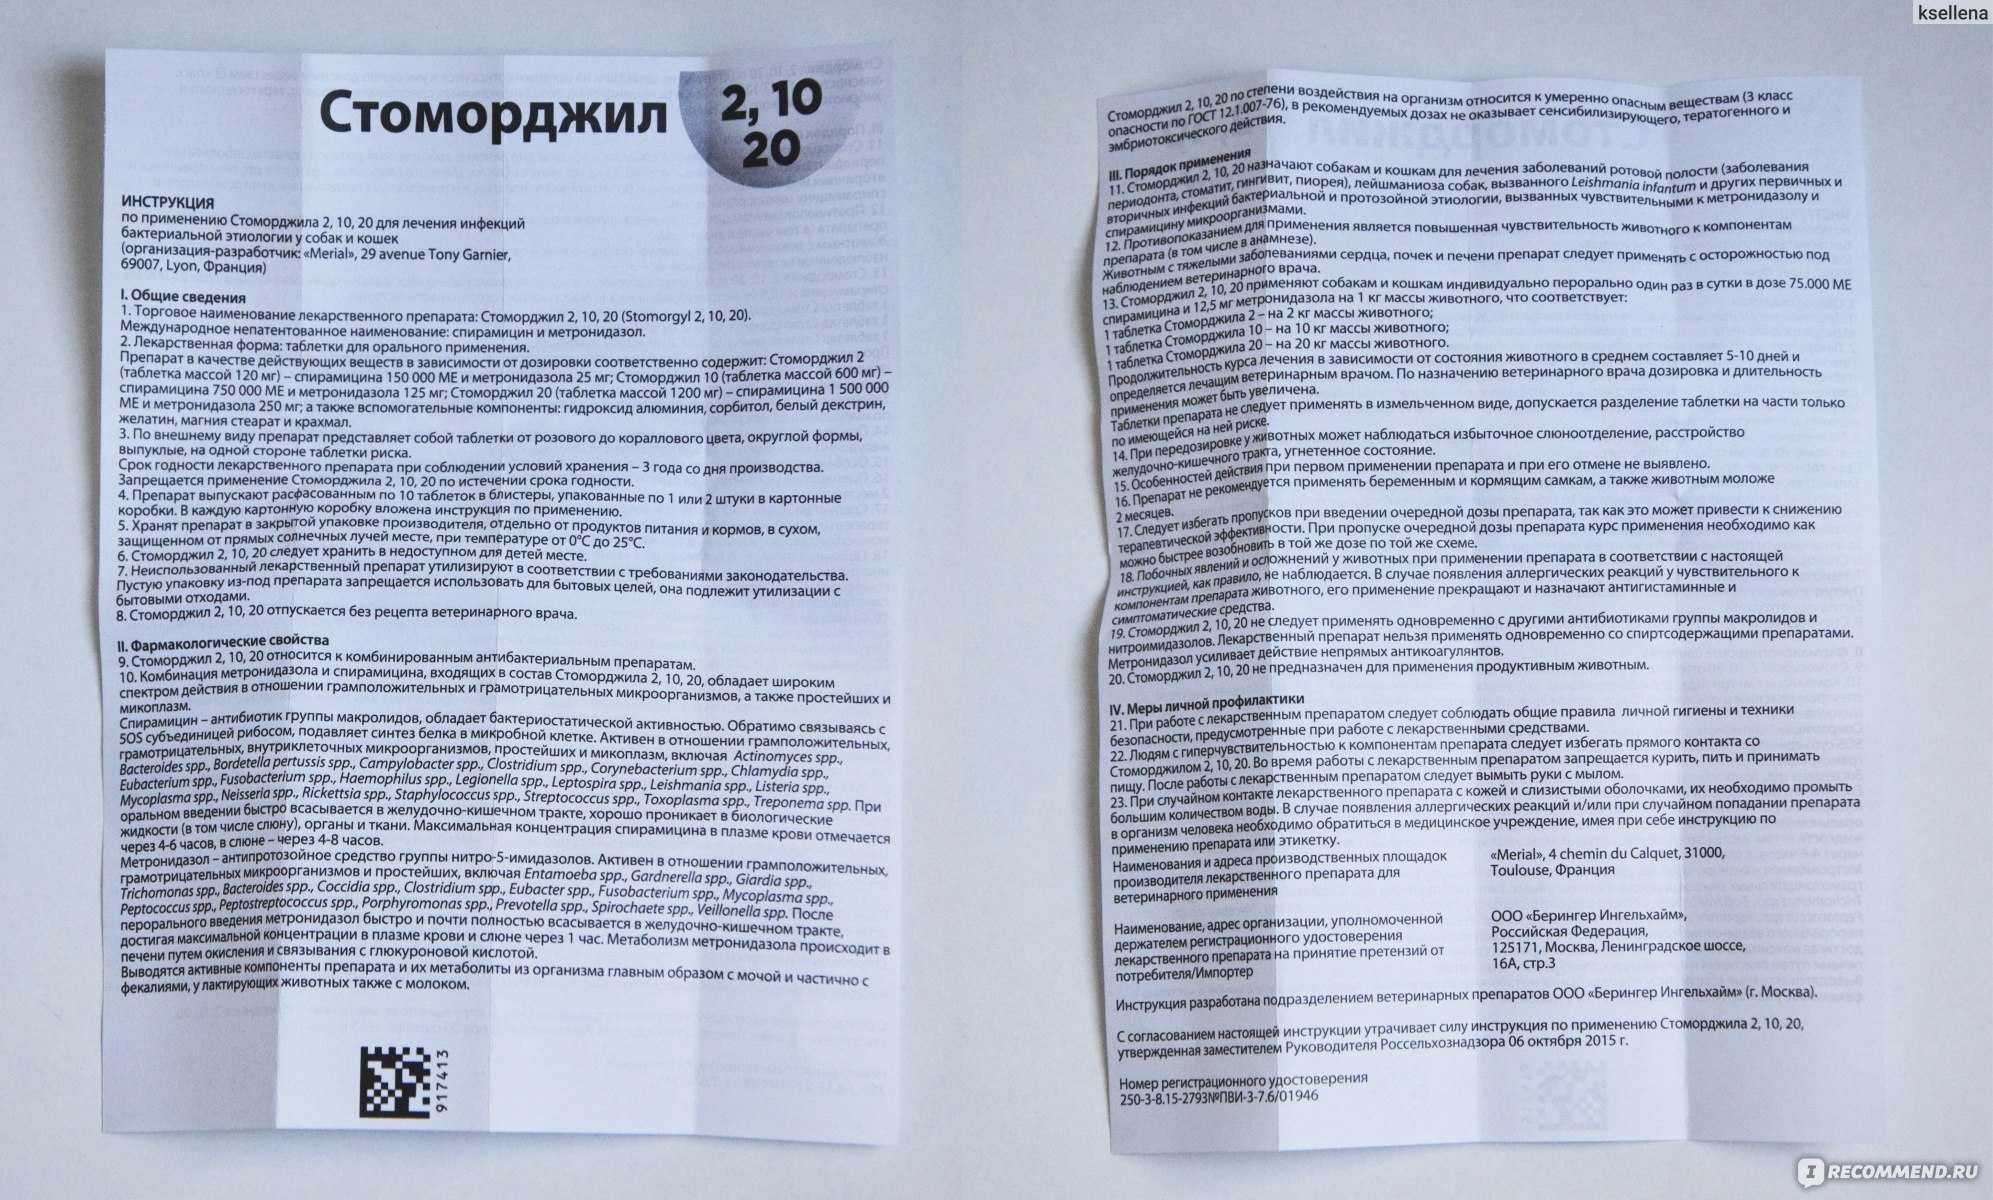 ksellena
Стоморджил 2, 10
20
ИНСТРУКЦИЯ
по применению Стоморджила 2, 10, 20 для лечения инфекций
бактериальной этиологии у собак и кошек
(организация-разработчик: «Merial», 29 avenue Tony Garnier,
69007, Lyon, Франция)
I. Общие сведения
1. Торговое наименование лекарственного препарата: Стоморджил 2, 10, 20 (Stomorgyl 2, 10, 20).
Международное непатентованное наименование: спирамицин и метронидазол.
2. Лекарственная форма: таблетки для орального применения.
Препарат в качестве действующих веществ в зависимости от дозировки соответственно содержит: Стоморджил 2
(таблетка массой 120 мг) – спирамицина 150 000 МЕ и метронидазола 25 мг; Стоморджил 10 (таблетка массой 600 мг) –
спирамицина 750 000 МЕ и метронидазола 125 мг; Стоморджил 20 (таблетка массой 1200 мг) – спирамицина 1 500 000
МЕ и метронидазола 250 мг; а также вспомогательные компоненты: гидроксид алюминия, сорбитол, белый декстрин,
желатин, магния стеарат и крахмал.
3. По внешнему виду препарат представляет собой таблетки от розового до кораллового цвета, округлой формы,
выпуклые, на одной стороне таблетки риска.
Срок годности лекарственного препарата при соблюдении условий хранения – 3 года со дня производства.
Запрещается применение Стоморджила 2, 10, 20 по истечении срока годности.
4. Препарат выпускают расфасованным по 10 таблеток в блистеры, упакованные по 1 или 2 штуки в картонные
коробки. В каждую картонную коробку вложена инструкция по применению.
5. Хранят препарат в закрытой упаковке производителя, отдельно от продуктов питания и кормов, в сухом,
защищенном от прямых солнечных лучей месте, при температуре от 0°С до 25°С.
6. Стоморджил 2, 10, 20 следует хранить в недоступном для детей месте.
7. Неиспользованный лекарственный препарат утилизируют в соответствии с требованиями законодательства.
Пустую упаковку из-под препарата запрещается использовать для бытовых целей, она подлежит утилизации с
бытовыми отходами.
8. Стоморджил 2, 10, 20 отпускается без рецепта ветеринарного врача.
II. Фармакологические свойства
9. Стоморджил 2, 10, 20 относится к комбинированным антибактериальным препаратам.
10. Комбинация метронидазола и спирамицина, входящих в состав Стоморджила 2, 10, 20, обладает широким
спектром действия в отношении грамположительных и грамотрицательных микроорганизмов, а также простейших и
микоплазм.
Спирамицин – антибиотик группы макролидов, обладает бактериостатической активностью. Обратимо связываясь с
50S субъединицей рибосом, подавляет синтез белка в микробной клетке. Активен в отношении грамположительных,
грамотрицательных, внутриклеточных микроорганизмов, простейших и микоплазм, включая Actinomyces spp.,
Bacteroides spp., Bordetella pertussis spp., Campylobacter spp., Clostridium spp., Corynebacterium spp., Chlamydia spp.,
Eubacterium spp., Fusobacterium spp., Haemophilus spp., Legionella spp., Leptospira spp., Leishmania spp., Listeria spp.,
Mycoplasma spp., Neisseria spp., Rickettsia spp., Staphylococcus spp., Streptococcus spp., Toxoplasma spp., Treponema spp. При
оральном введении быстро всасывается в желудочно-кишечном тракте, хорошо проникает в биологические
жидкости (в том числе слюну), органы и ткани. Максимальная концентрация спирамицина в плазме крови отмечается
через 4-6 часов, в слюне – через 4-8 часов.
Метронидазол – антипротозойное средство группы нитро-5-имидазолов. Активен в отношении грамположительных,
грамотрицательных микроорганизмов и простейших, включая Entamoeba spp., Gardnerella spp., Giardia spp.,
Trichomonas spp., Bacteroides spp., Coccidia spp., Clostridium spp., Eubacter spp., Fusobacterium spp., Mycoplasma spp.,
Peptococcus spp., Peptostreptococcus spp., Porphyromonas spp., Prevotella spp., Spirochaete spp., Veillonella spp. После
перорального введения метронидазол быстро и почти полностью всасывается в желудочно-кишечном тракте,
достигая максимальной концентрации в плазме крови и слюне через 1 час. Метаболизм метронидазола происходит в
печени путем окисления и связывания с глюкуроновой кислотой.
Выводятся активные компоненты препарата и их метаболиты из организма главным образом с мочой и частично с
фекалиями, у лактирующих животных также с молоком.
917413
Стоморджил 2, 10, 20 по степени воздействия на организм относится к умеренно опасным веществам (3 класс
опасности по ГОСТ 12.1.007-76), в рекомендуемых дозах не оказывает сенсибилизирующего, тератогенного и
эмбриотоксического действия.
III. Порядок применения
11. Стоморджил 2, 10, 20 назначают собакам и кошкам для лечения заболеваний ротовой полости (заболевания
периодонта, стоматит, гингивит, пиорея), лейшманиоза собак, вызванного Leishmania infantum и других первичных и
вторичных инфекций бактериальной и протозойной этиологии, вызванных чувствительными к метронидазолу и
спирамицину микроорганизмами.
12. Противопоказанием для применения является повышенная чувствительность животного к компонентам
препарата (в том числе в анамнезе).
Животным с тяжелыми заболеваниями сердца, почек и печени препарат следует применять с осторожностью под
наблюдением ветеринарного врача.
13. Стоморджил 2, 10, 20 применяют собакам и кошкам индивидуально перорально один раз в сутки в дозе 75.000 МЕ
спирамицина и 12,5 мг метронидазола на 1 кг массы животного, что соответствует:
1 таблетка Стоморджила 2 – на 2 кг массы животного;
1 таблетка Стоморджила 10 – на 10 кг массы животного;
1 таблетка Стоморджила 20 – на 20 кг массы животного.
Продолжительность курса лечения в зависимости от состояния животного в среднем составляет 5-10 дней и
определяется лечащим ветеринарным врачом. По назначению ветеринарного врача дозировка и длительность
применения может быть увеличена.
Таблетки препарата не следует применять в измельченном виде, допускается разделение таблетки на части только
по имеющейся на ней риске.
14. При передозировке у животных может наблюдаться избыточное слюноотделение, расстройство
желудочно-кишечного тракта, угнетенное состояние.
15. Особенностей действия при первом применении препарата и при его отмене не выявлено.
16. Препарат не рекомендуется применять беременным и кормящим самкам, а также животным моложе
2 месяцев.
17. Следует избегать пропусков при введении очередной дозы препарата, так как это может привести к снижению
терапевтической эффективности. При пропуске очередной дозы препарата курс применения необходимо как
можно быстрее возобновить в той же дозе по той же схеме.
18. Побочных явлений и осложнений у животных при применении препарата в соответствии с настоящей
инструкцией, как правило, не наблюдается. В случае появления аллергических реакций у чувствительного к
компонентам препарата животного, его применение прекращают и назначают антигистаминные и
симптоматические средства.
19. Стоморджил 2, 10, 20 не следует применять одновременно с другими антибиотиками группы макролидов и
нитроимидазолов. Лекарственный препарат нельзя применять одновременно со спиртсодержащими препаратами.
Метронидазол усиливает действие непрямых антикоагулянтов.
20. Стоморджил 2, 10, 20 не предназначен для применения продуктивным животным.
IV. Меры личной профилактики
21. При работе с лекарственным препаратом следует соблюдать общие правила личной гигиены и техники
безопасности, предусмотренные при работе с лекарственными средствами.
22. Людям с гиперчувствительностью к компонентам препарата следует избегать прямого контакта со
Стоморджилом 2, 10, 20. Во время работы с лекарственным препаратом запрещается курить, пить и принимать
пищу. После работы с лекарственным препаратом следует вымыть руки с мылом.
23. При случайном контакте лекарственного препарата с кожей и слизистыми оболочками, их необходимо промыть
большим количеством воды. В случае появления аллергических реакций и/или при случайном попадании препарата
в организм человека необходимо обратиться в медицинское учреждение, имея при себе инструкцию по
применению препарата или этикетку.
Наименования и адреса производственных площадок
производителя лекарственного препарата для
ветеринарного применения
«Merial», 4 chemin du Calquet, 31000,
Toulouse, Франция
Наименование, адрес организации, уполномоченной
держателем регистрационного удостоверения
лекарственного препарата на принятие претензий от
потребителя/Импортер
ООО «Берингер Ингельхайм»,
Российская Федерация,
125171, Москва, Ленинградское шоссе,
16А, стр.3
Инструкция разработана подразделением ветеринарных препаратов ООО «Берингер Ингельхайм» (г. Москва).
С согласованием настоящей инструкции утрачивает силу инструкция по применению Стоморджила 2, 10, 20,
утвержденная заместителем Руководителя Россельхознадзора 06 октября 2015 г.
Номер регистрационного удостоверения
250-3-8.15-2793№ПВИ-3-7.6/01946
IRECOMMEND.RU